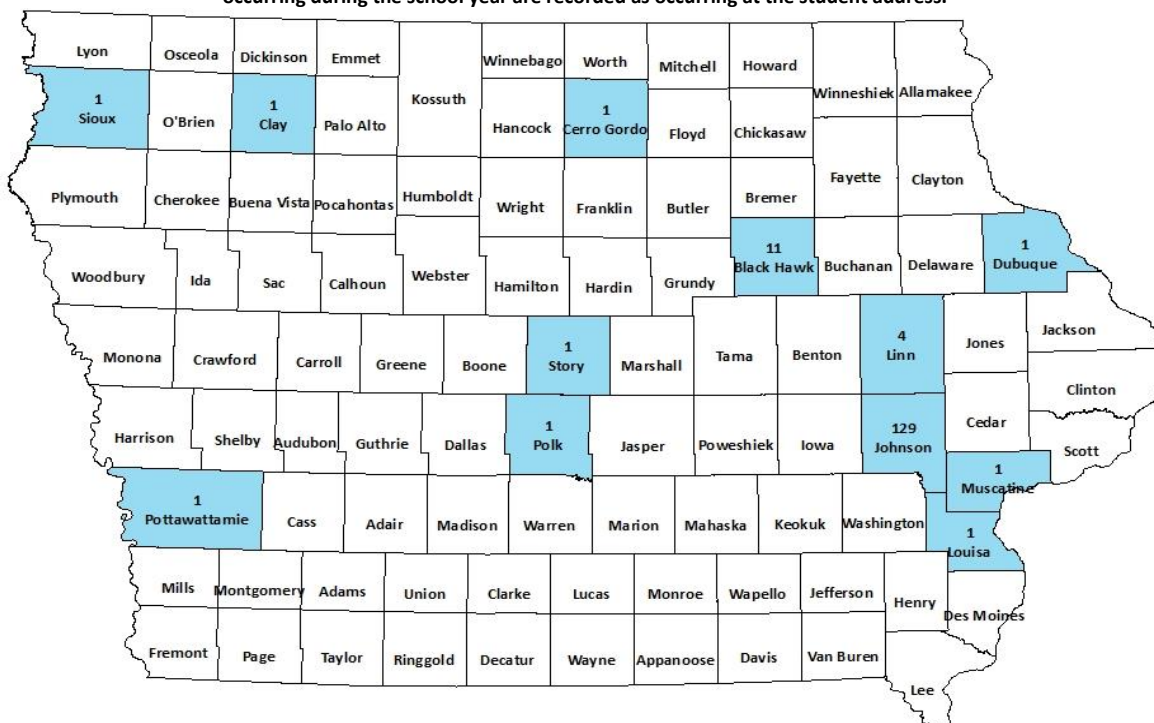 occurring during the school year are recorded as occurring at the student address.
Lyon
Osceola
Dickinson
Emmet
Kossuth
Winnebago
Worth
Mitchell
Howard
Winneshiek
Allamakee
1
Sioux
O'Brien
1
Clay
Palo Alto
Hancock
1
Cerro Gordo
Floyd
Chickasaw
Plymouth
Cherokee
Buena Vista
Pocahontas
Humboldt
Wright
Franklin
Butler
Bremer
Fayette
Clayton
Woodbury
Ida
Sac
Calhoun
Webster
Hamilton
Hardin
Grundy
11
Black Hawk
Buchanan
Delaware
1
Dubuque
Monona
Crawford
Carroll
Greene
Boone
1
Story
Marshall
Tama
Benton
4
Linn
Jones
Jackson
Clinton
Harrison
Shelby
Audubon
Guthrie
Dallas
1
Polk
Jasper
Poweshiek
Iowa
129
Johnson
Cedar
Scott
1
Muscatine
1
Pottawattamie
Cass
Adair
Madison
Warren
Marion
Mahaska
Keokuk
Washington
1
Louisa
Mills
Montgomery
Adams
Union
Clarke
Lucas
Monroe
Wapello
Jefferson
Henry
Des Moines
Fremont
Page
Taylor
Ringgold
Decatur
Wayne
Appanoose
Davis
Van Buren
Lee